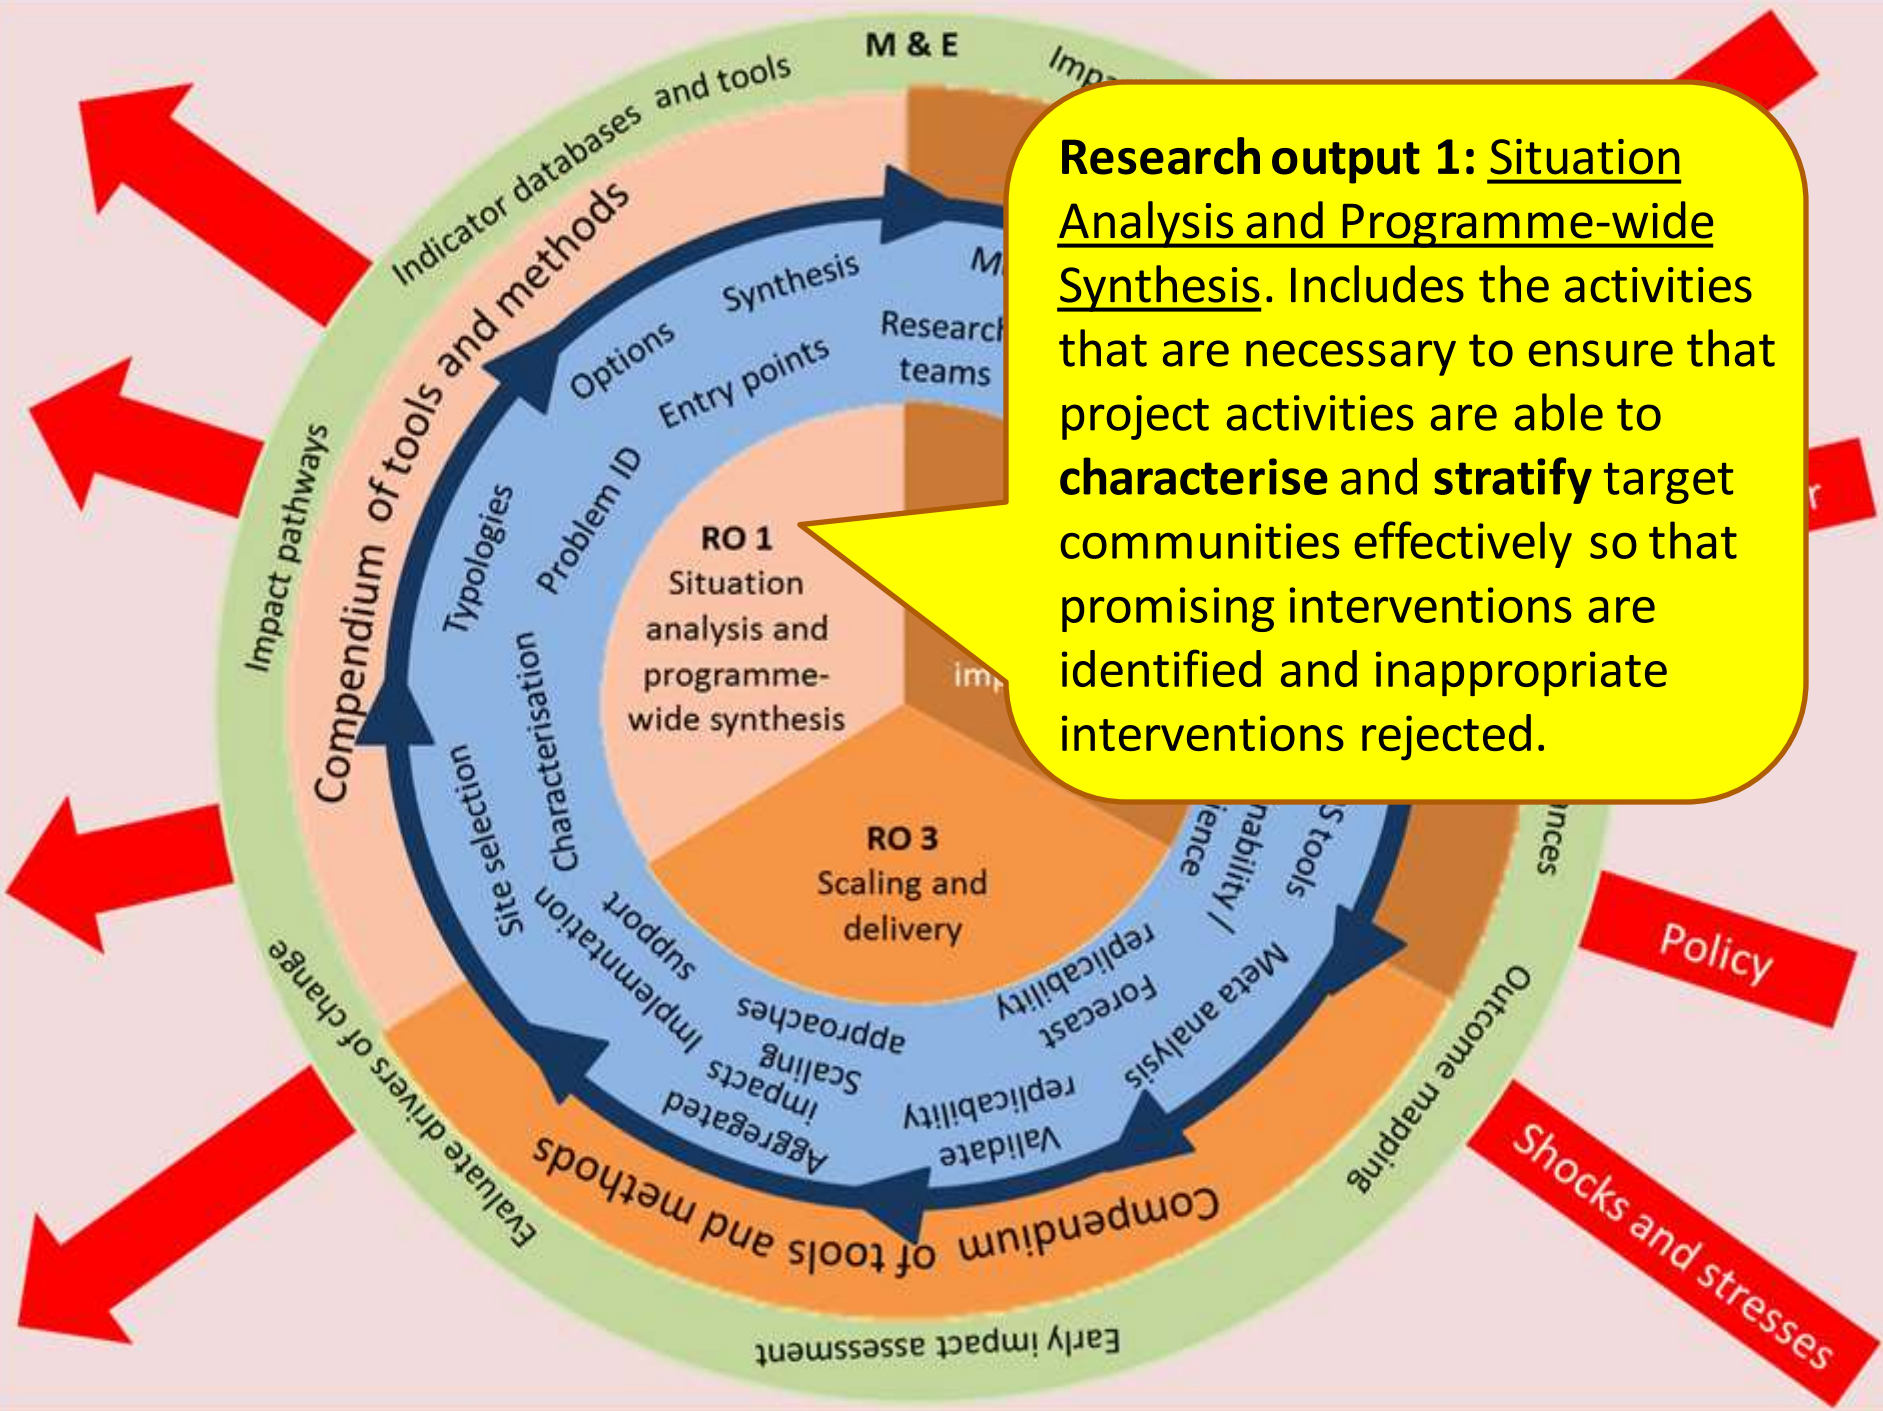 M & E
Indicator databases and tools
Impact pathways
Evaluate drivers of change
Early impact assessment
Outcome mapping
Compendium of tools and methods
Compendium of tools and methods
Synthesis
Options
Entry points
Typologies
Problem ID
Characterisation
Site selection
teams
RO 1
Situation
analysis and
programme-
wide synthesis
RO 3
Scaling and
delivery
Implemntation
support
Scaling
approaches
Aggregated
impacts
Validate
replicability
Forecast
replicability
Meta analysis
tools
Policy
Shocks and stresses
Research output 1: Situation
Analysis and Programme-wide
Synthesis. Includes the activities
that are necessary to ensure that
project activities are able to
characterise and stratify target
communities effectively so that
promising interventions are
identified and inappropriate
interventions rejected.